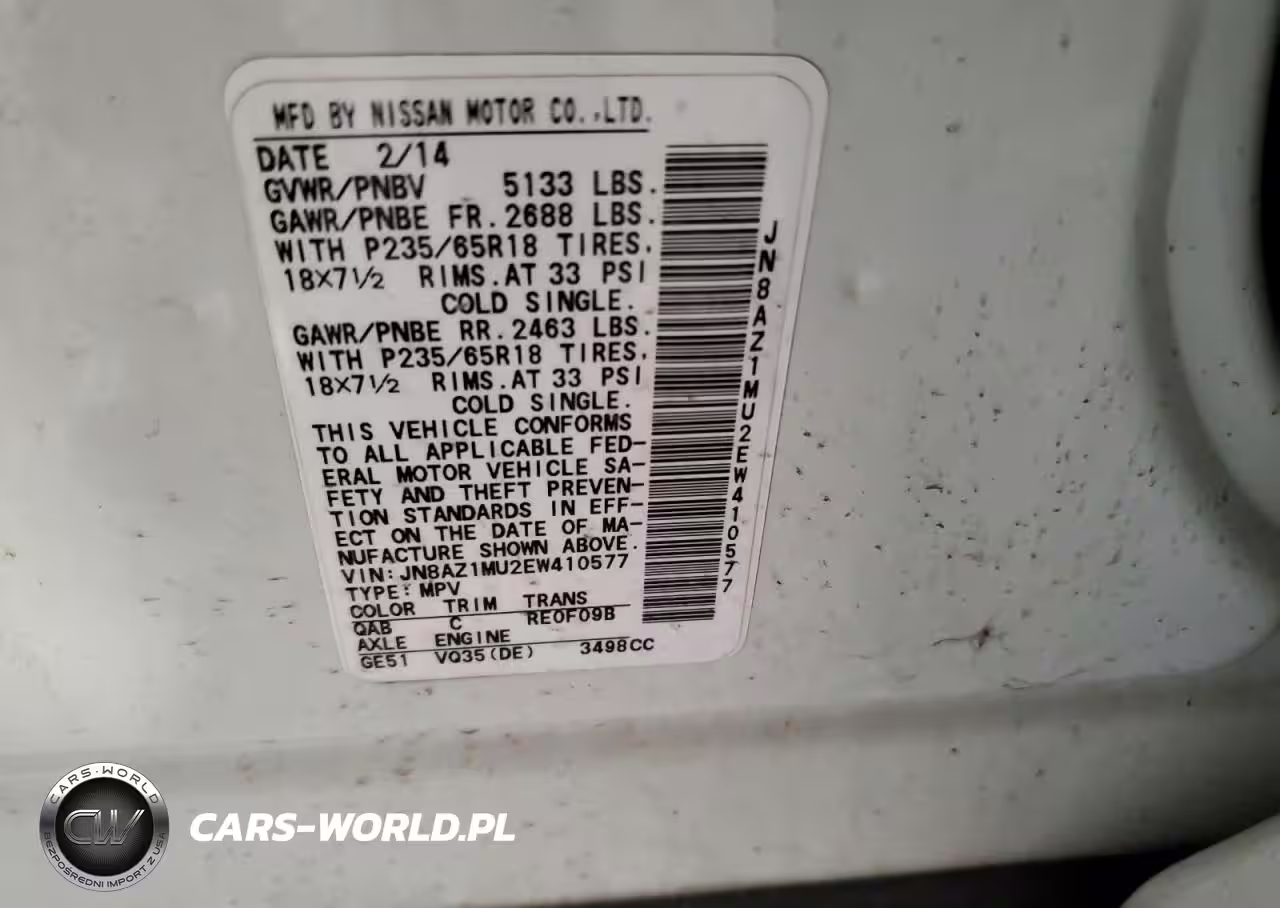 MFD BY NISSAN MOTOR CO.,LTD.
DATE 2/14
GVWR/PNBV 5133 LBS.
GAWR/PNBE FR.2688 LBS.
WITH P235/65R18 TIRES.
18X7½ RIMS.AT 33 PSI
COLD SINGLE.
GAWR/PNBE RR.2463 LBS.
WITH P235/65R18 TIRES.
18X7½ RIMS.AT 33 PSI
COLD SINGLE.
THIS VEHICLE CONFORMS
TO ALL APPLICABLE FED-
ERAL MOTOR VEHICLE SA-
FETY AND THEFT PREVEN-
TION STANDARDS IN EFF-
ECT ON THE DATE OF MA-
NUFACTURE SHOWN ABOVE.
VIN:JN8AZ1MU2EW410577
TYPE:MPV
COLOR TRIM TRANS
QAB C RE0F09B
AXLE ENGINE
GE51 VQ35(DE) 3498CC
JN8AZ1MU2EW410577
CARS-WORLD
CW
BEZPOŚREDNI IMPORT Z USA
CARS-WORLD.PL